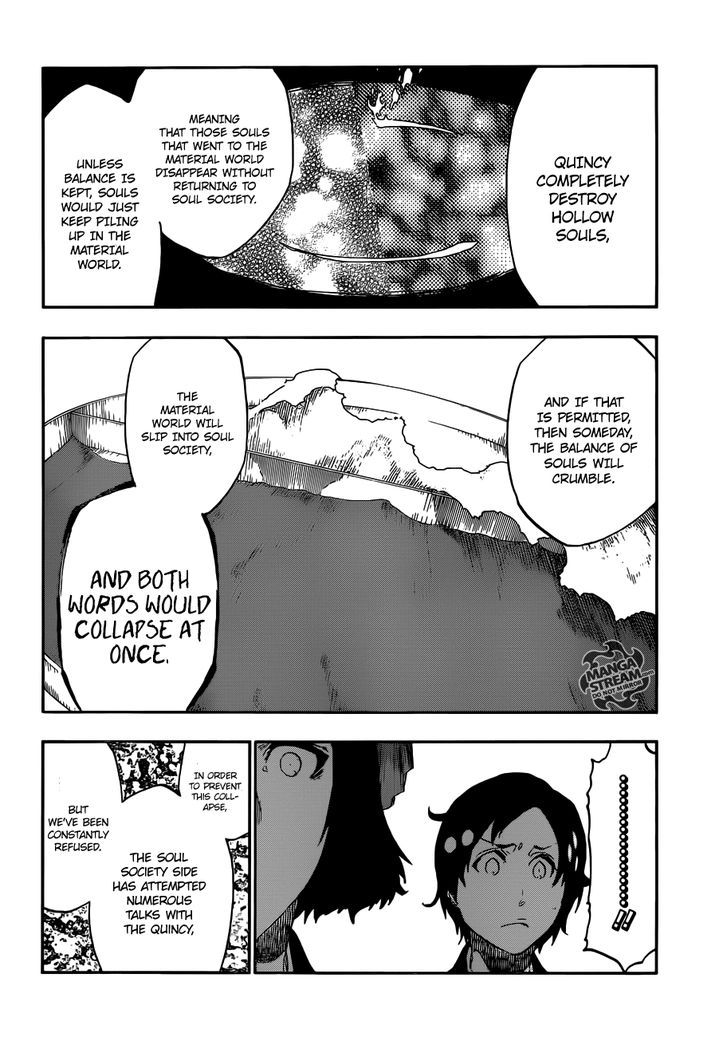 QUINCY
COMPLETELY
DESTROY
HOLLOW
SOULS,
MEANING
THAT THOSE SOULS
THAT WENT TO THE
MATERIAL WORLD
DISAPPEAR WITHOUT
RETURNING TO
SOUL SOCIETY.
UNLESS
BALANCE IS
KEPT, SOULS
WOULD JUST
KEEP PILING
UP IN THE
MATERIAL
WORLD.
AND IF THAT
IS PERMITTED,
THEN SOMEDAY,
THE BALANCE OF
SOULS WILL
CRUMBLE.
THE
MATERIAL
WORLD WILL
SLIP INTO SOUL
SOCIETY,
AND BOTH
WORDS WOULD
COLLAPSE AT
ONCE.
MANGA
STREAM.COM
DO NOT MIRROR
..................!!
IN ORDER
TO PREVENT
THIS COLL-
APSE,
THE SOUL
SOCIETY SIDE
HAS ATTEMPTED
NUMEROUS
TALKS WITH
THE QUINCY,
BUT
WE'VE BEEN
CONSTANTLY
REFUSED.